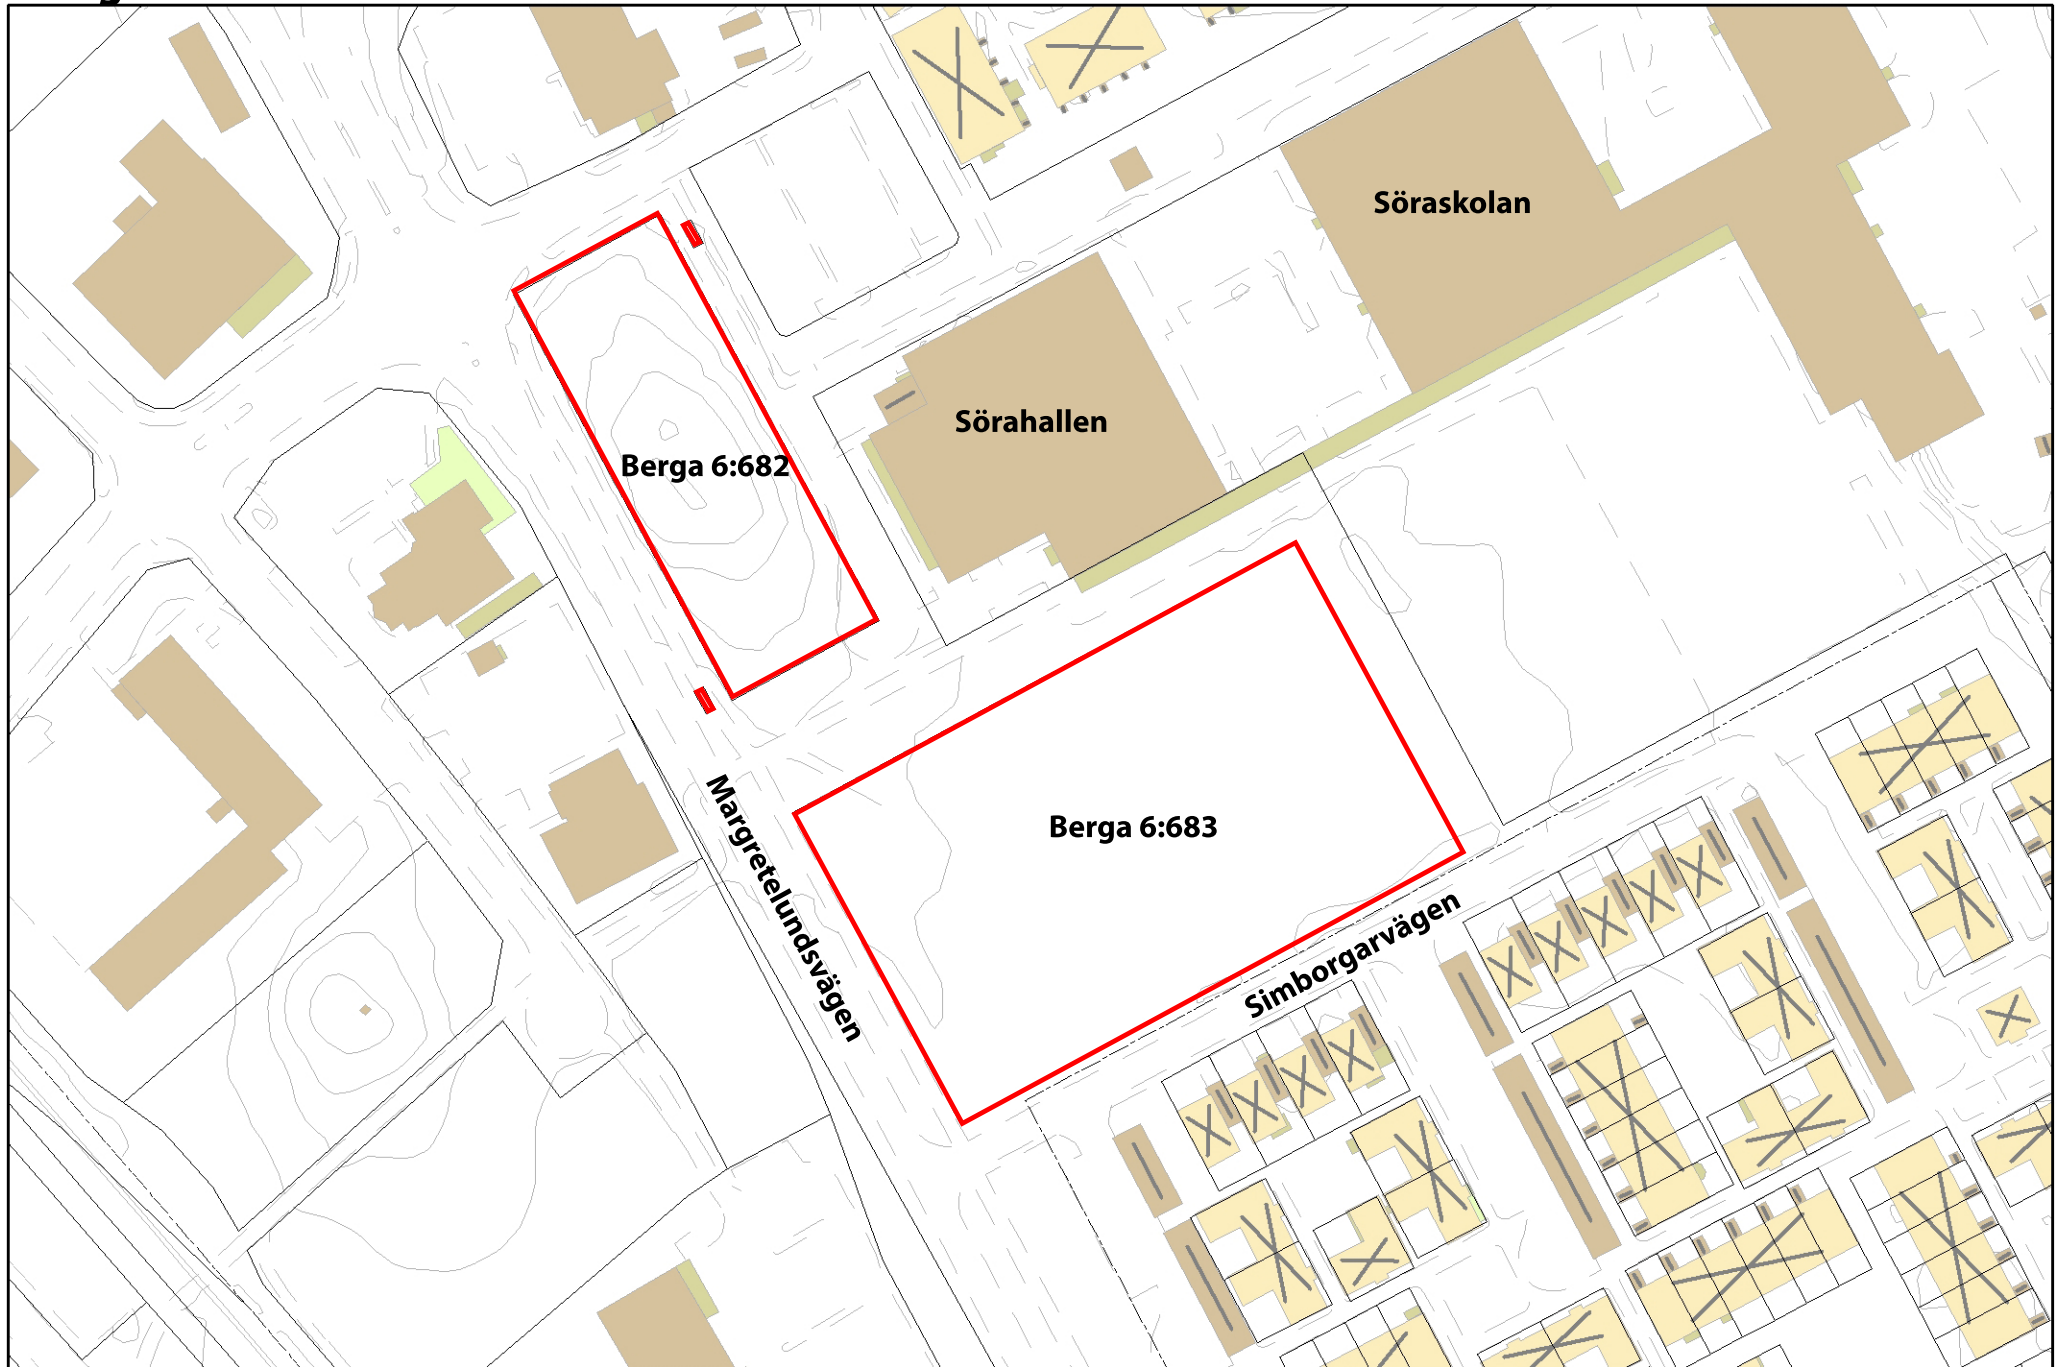 Söraskolan
Sörahallen
Berga 6:682
Berga 6:683
Margretelundsvägen
Simborgarvägen